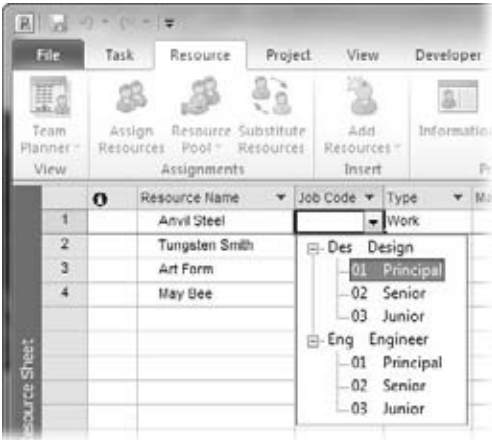 File Task Resource Project View Developer
Team Planner
Assign Resources
Resource Pool
Substitute Resources
Add Resources
Informatio
View Assignments Insert
Resource Name Job Code Type
1 Anvil Steel Work
2 Tungsten Smith
3 Art Form
4 May Bee
Des Design
01 Principal
02 Senior
03 Junior
Eng Engineer
01 Principal
02 Senior
03 Junior
esource Sheet